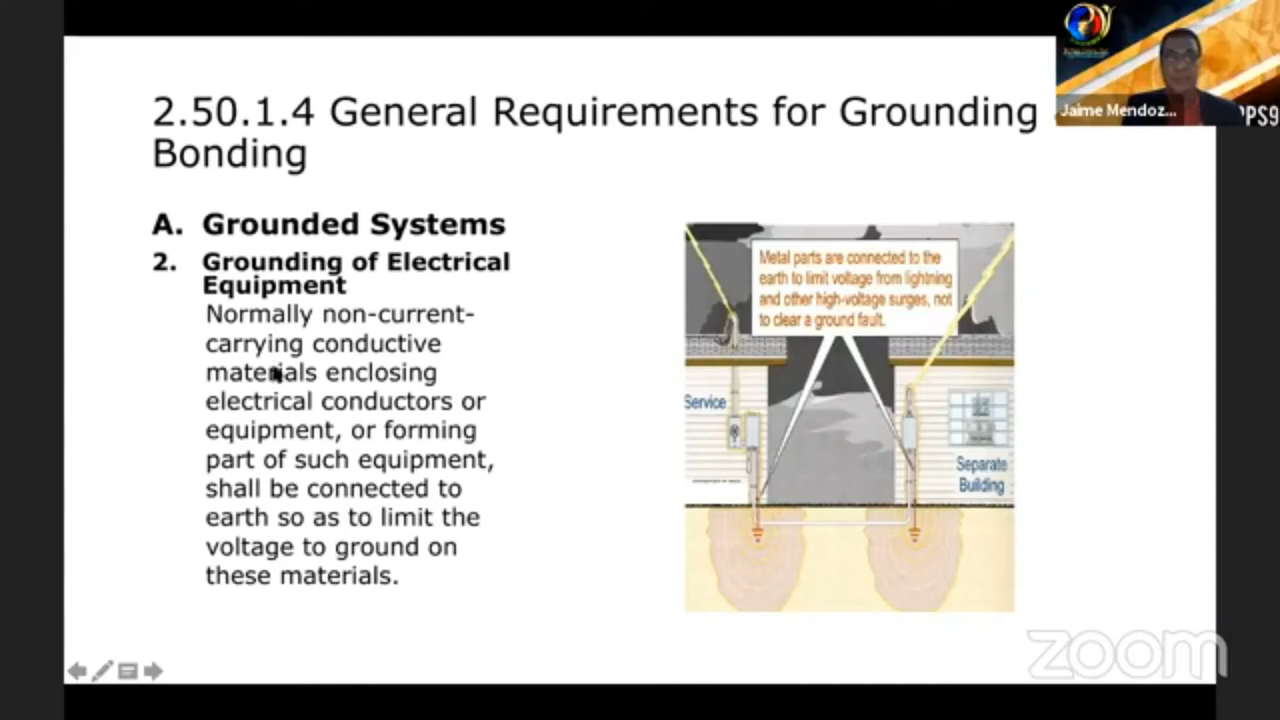 2.50.1.4 General Requirements for Grounding
Bonding
Jaime Mendoz...
PS9
A. Grounded Systems
2. Grounding of Electrical
Equipment
Normally non-current-
carrying conductive
materials enclosing
electrical conductors or
equipment, or forming
part of such equipment,
shall be connected to
earth so as to limit the
voltage to ground on
these materials.
Metal parts are connected to the
earth to limit voltage from lightning
and other high-voltage surges, not
to clear a ground fault.
Service
Separate
Building
zoom